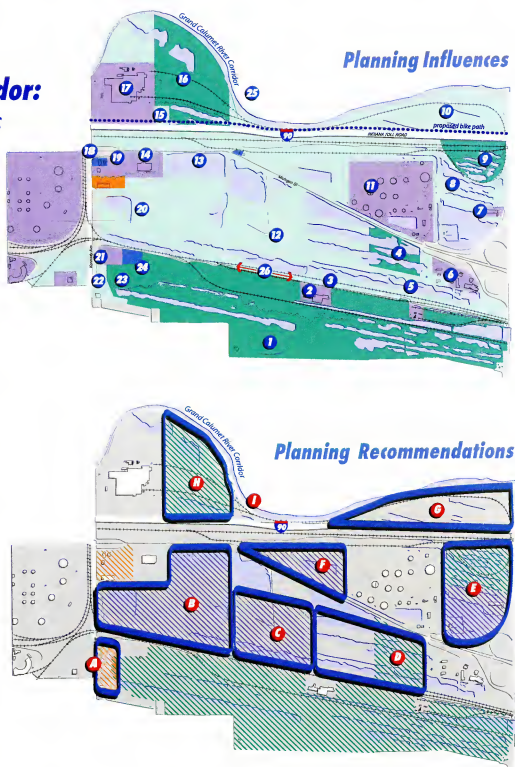 dor:
Planning Influences
Grand Calumet River Corridor
17
16
25
10
15
proposed bike path
90
INDIANA TOLL ROAD
9
18
19
14
13
11
8
7
20
12
4
21
24
26
3
6
22
23
2
5
1
Planning Recommendations
Grand Calumet River Corridor
H
I
90
G
F
E
B
C
D
A